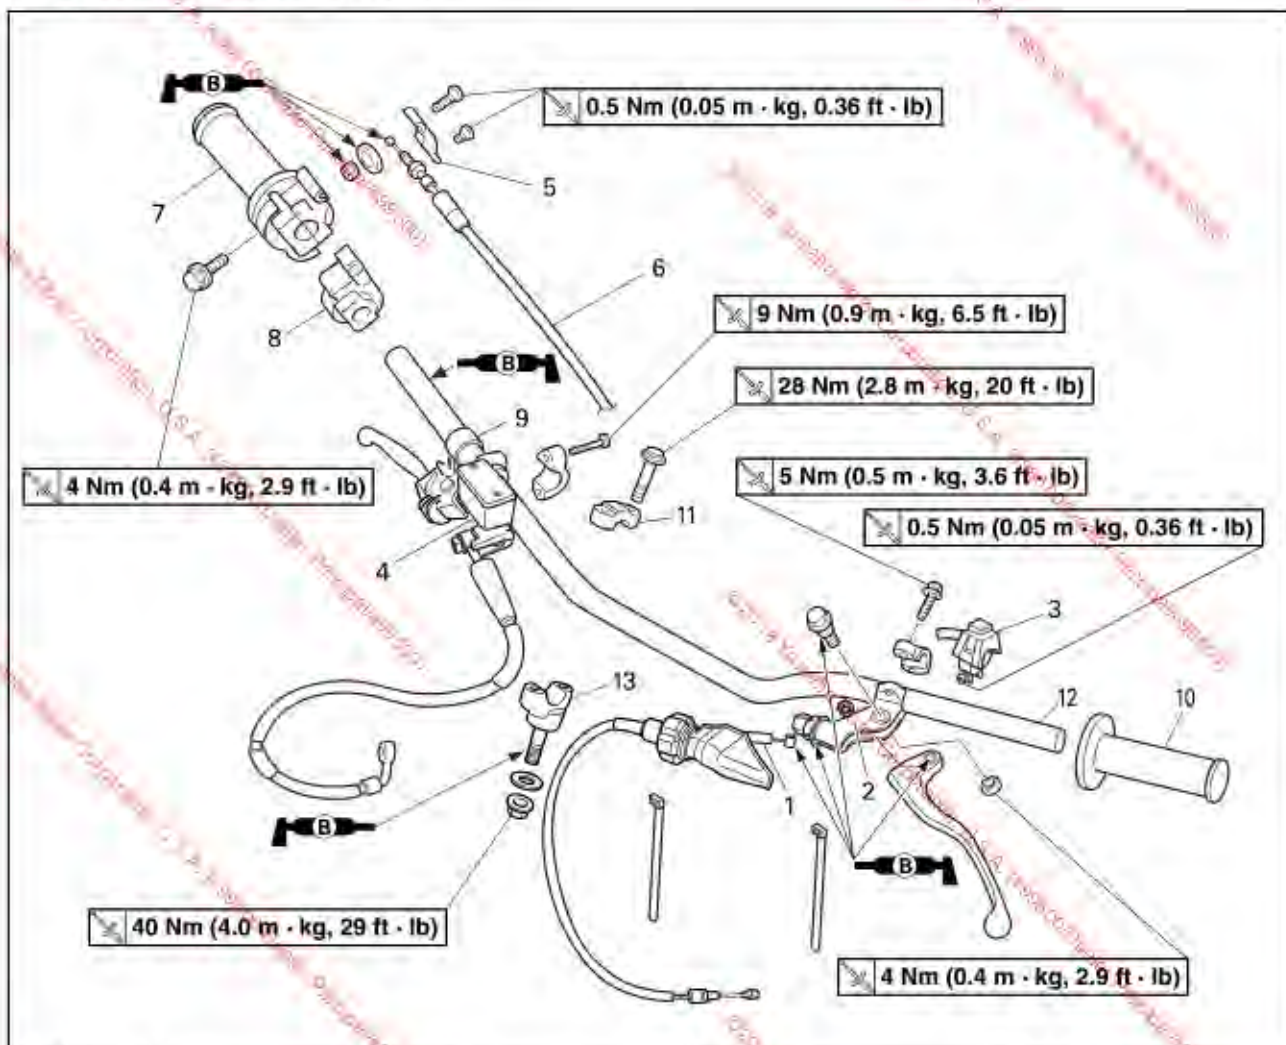 B
0.5 Nm (0.05 m · kg, 0.36 ft · lb)
5
7
6
9 Nm (0.9 m · kg, 6.5 ft · lb)
8
B
28 Nm (2.8 m · kg, 20 ft · lb)
9
4 Nm (0.4 m - kg, 2.9 ft - lb)
5 Nm (0.5 m · kg, 3.6 ft · lb)
11
0.5 Nm (0.05 m · kg, 0.36 ft · lb)
4
3
13
12
10
1
2
B
B
40 Nm (4.0 m · kg, 29 ft · lb)
4 Nm (0.4 m · kg, 2.9 ft · lb)